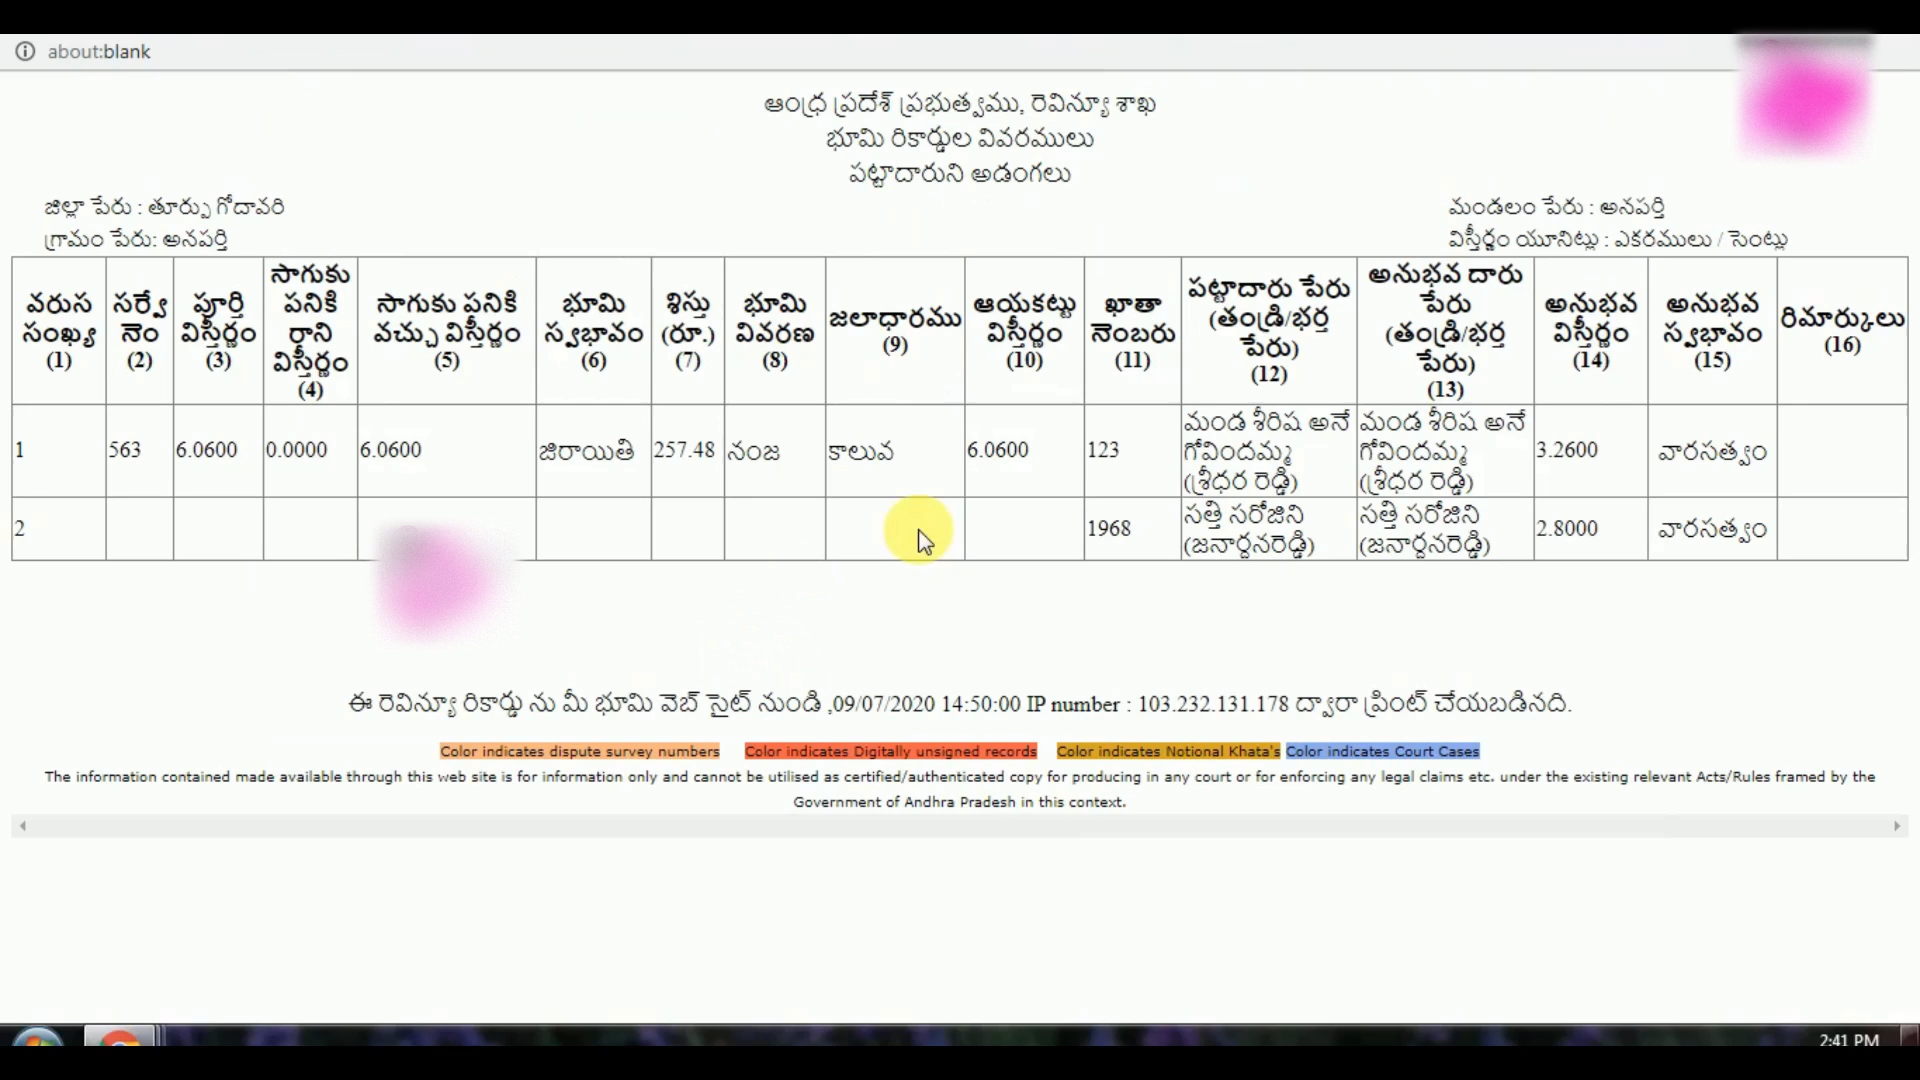 about:blank
ఆంధ్ర ప్రదేశ్ ప్రభుత్వము, రెవిన్యూ శాఖ
భూమి రికార్డుల వివరములు
పట్టాదారుని అడంగలు
జిల్లా పేరు : తూర్పు గోదావరి
మండలం పేరు : అనపర్తి
గ్రామం పేరు: అనపర్తి
విస్తీర్ణం యూనిట్లు : ఎకరములు / సెంట్లు
వరుస
సంఖ్య
(1)
సర్వే
నెం
(2)
పూర్తి
విస్తీర్ణం
(3)
సాగుకు
పనికి
రాని
విస్తీర్ణం
(4)
సాగుకు పనికి
వచ్చు విస్తీర్ణం
(5)
భూమి
స్వభావం
(6)
శిస్తు
(రూ.)
(7)
భూమి
వివరణ
(8)
జలాధారము
(9)
ఆయకట్టు
విస్తీర్ణం
(10)
ఖాతా
నెంబరు
(11)
పట్టాదారు పేరు
(తండ్రి/భర్త
పేరు)
(12)
అనుభవ దారు
పేరు
(తండ్రి/భర్త
పేరు)
(13)
అనుభవ
విస్తీర్ణం
(14)
అనుభవ
స్వభావం
(15)
రిమార్కులు
(16)
1
563
6.0600
0.0000
6.0600
జిరాయితి
257.48
నంజ
కాలువ
6.0600
123
మండ శీరిష అనే
గోవిందమ్మ
(శ్రీధర రెడ్డి)
మండ శీరిష అనే
గోవిందమ్మ
(శ్రీధర రెడ్డి)
3.2600
వారసత్వం
2
1968
సత్తి సరోజిని
(జనార్దనరెడ్డి)
సత్తి సరోజిని
(జనార్దనరెడ్డి)
2.8000
వారసత్వం
ఈ రెవిన్యూ రికార్డు ను మీ భూమి వెబ్ సైట్ నుండి ,09/07/2020 14:50:00 IP number : 103.232.131.178 ద్వారా ప్రింట్ చేయబడినది.
Color indicates dispute survey numbers Color indicates Digitally unsigned records Color indicates Notional Khata's Color indicates Court Cases
The information contained made available through this web site is for information only and cannot be utilised as certified/authenticated copy for producing in any court or for enforcing any legal claims etc. under the existing relevant Acts/Rules framed by the
Government of Andhra Pradesh in this context.
2:41 PM